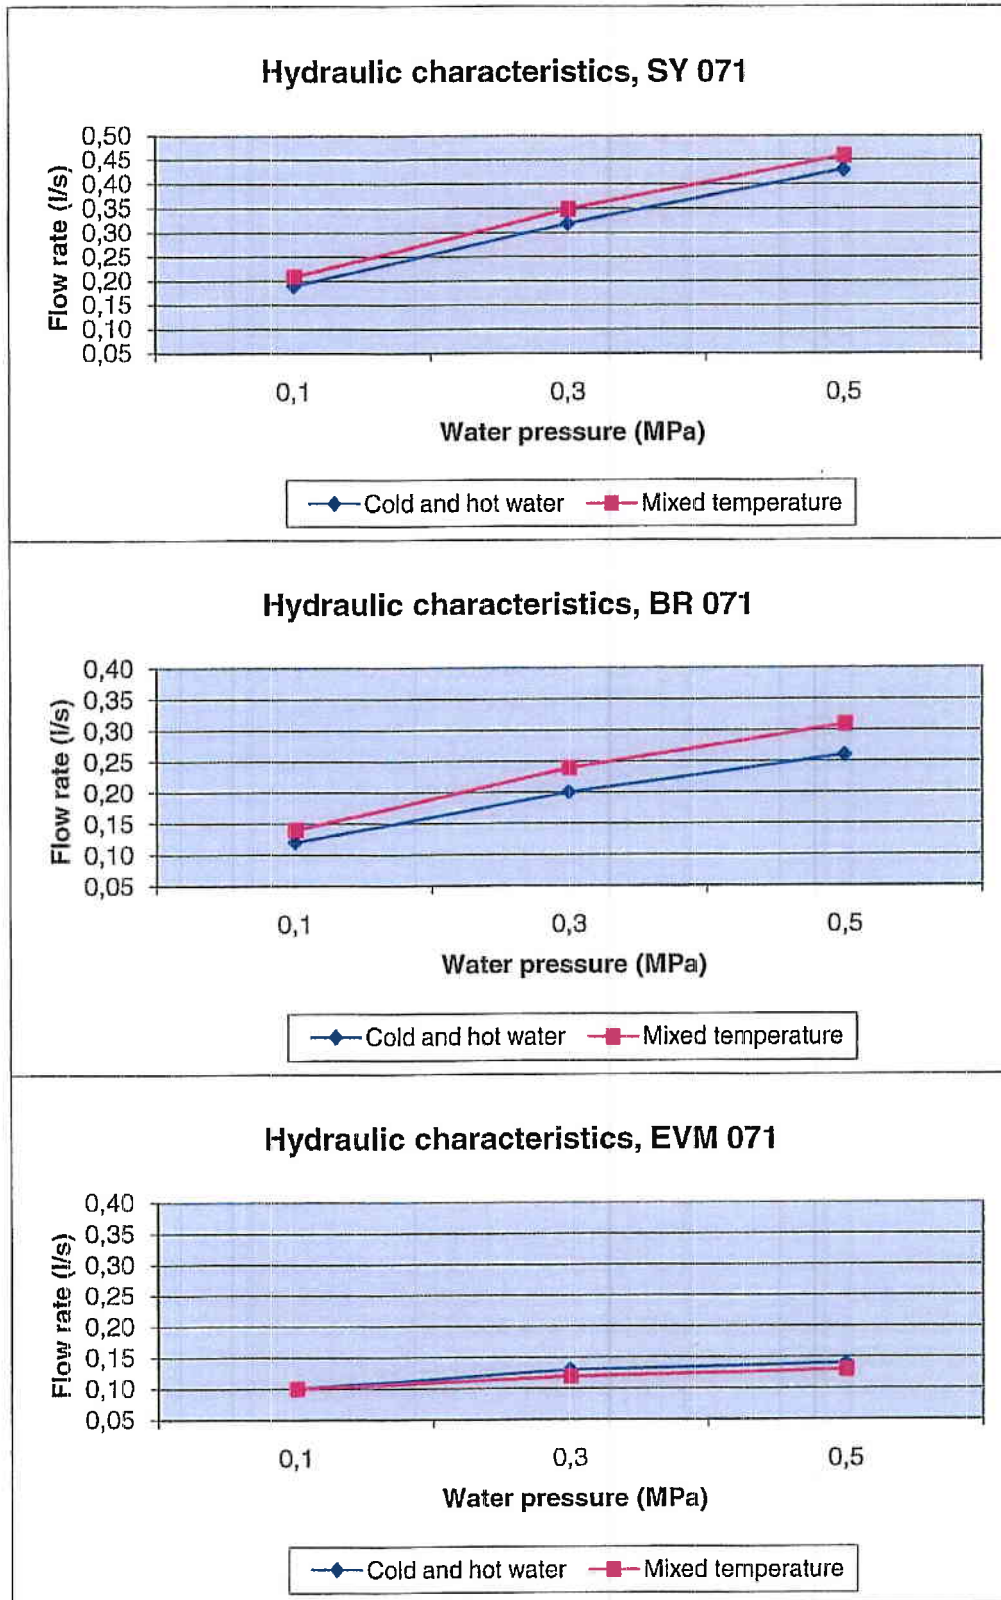 Hydraulic characteristics, SY 071
Flow rate (l/s)
0,50
0,45
0,40
0,35
0,30
0,25
0,20
0,15
0,10
0,05
0,1 0,3 0,5
Water pressure (MPa)
Cold and hot water Mixed temperature
Hydraulic characteristics, BR 071
Flow rate (l/s)
0,40
0,35
0,30
0,25
0,20
0,15
0,10
0,05
0,1 0,3 0,5
Water pressure (MPa)
Cold and hot water Mixed temperature
Hydraulic characteristics, EVM 071
Flow rate (l/s)
0,40
0,35
0,30
0,25
0,20
0,15
0,10
0,05
0,1 0,3 0,5
Water pressure (MPa)
Cold and hot water Mixed temperature